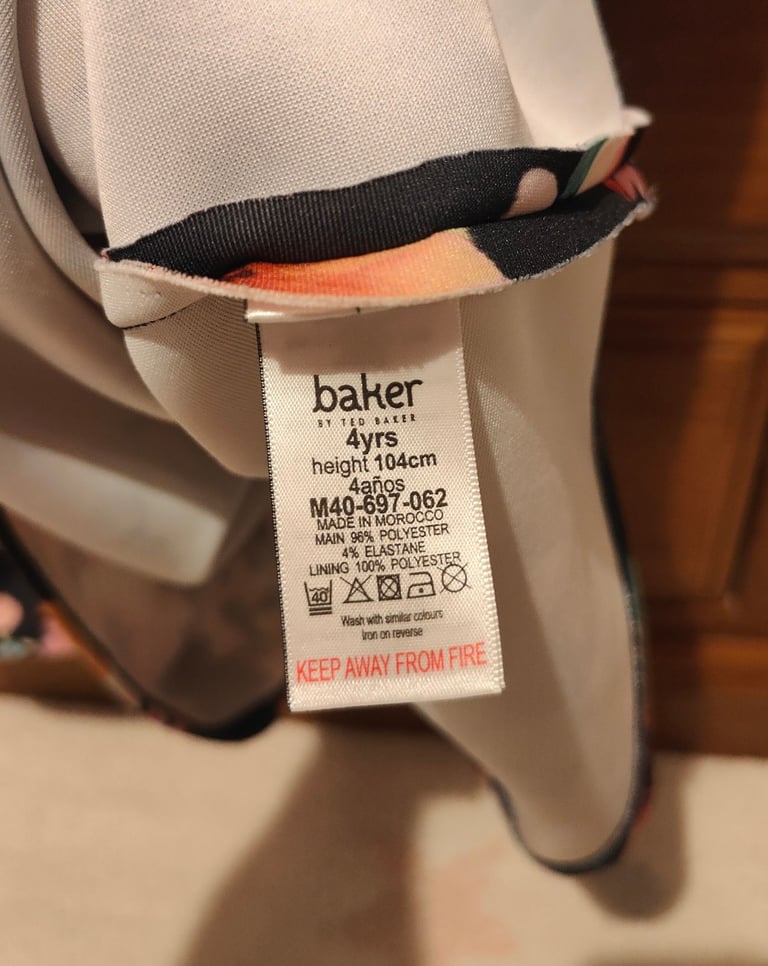 baker
BY TED BAKER
4yrs
height 104cm
4años
M40-697-062
MADE IN MOROCCO
MAIN 96% POLYESTER
4% ELASTANE
LINING 100% POLYESTER
40
Wash with similar colours
Iron on reverse
KEEP AWAY FROM FIRE